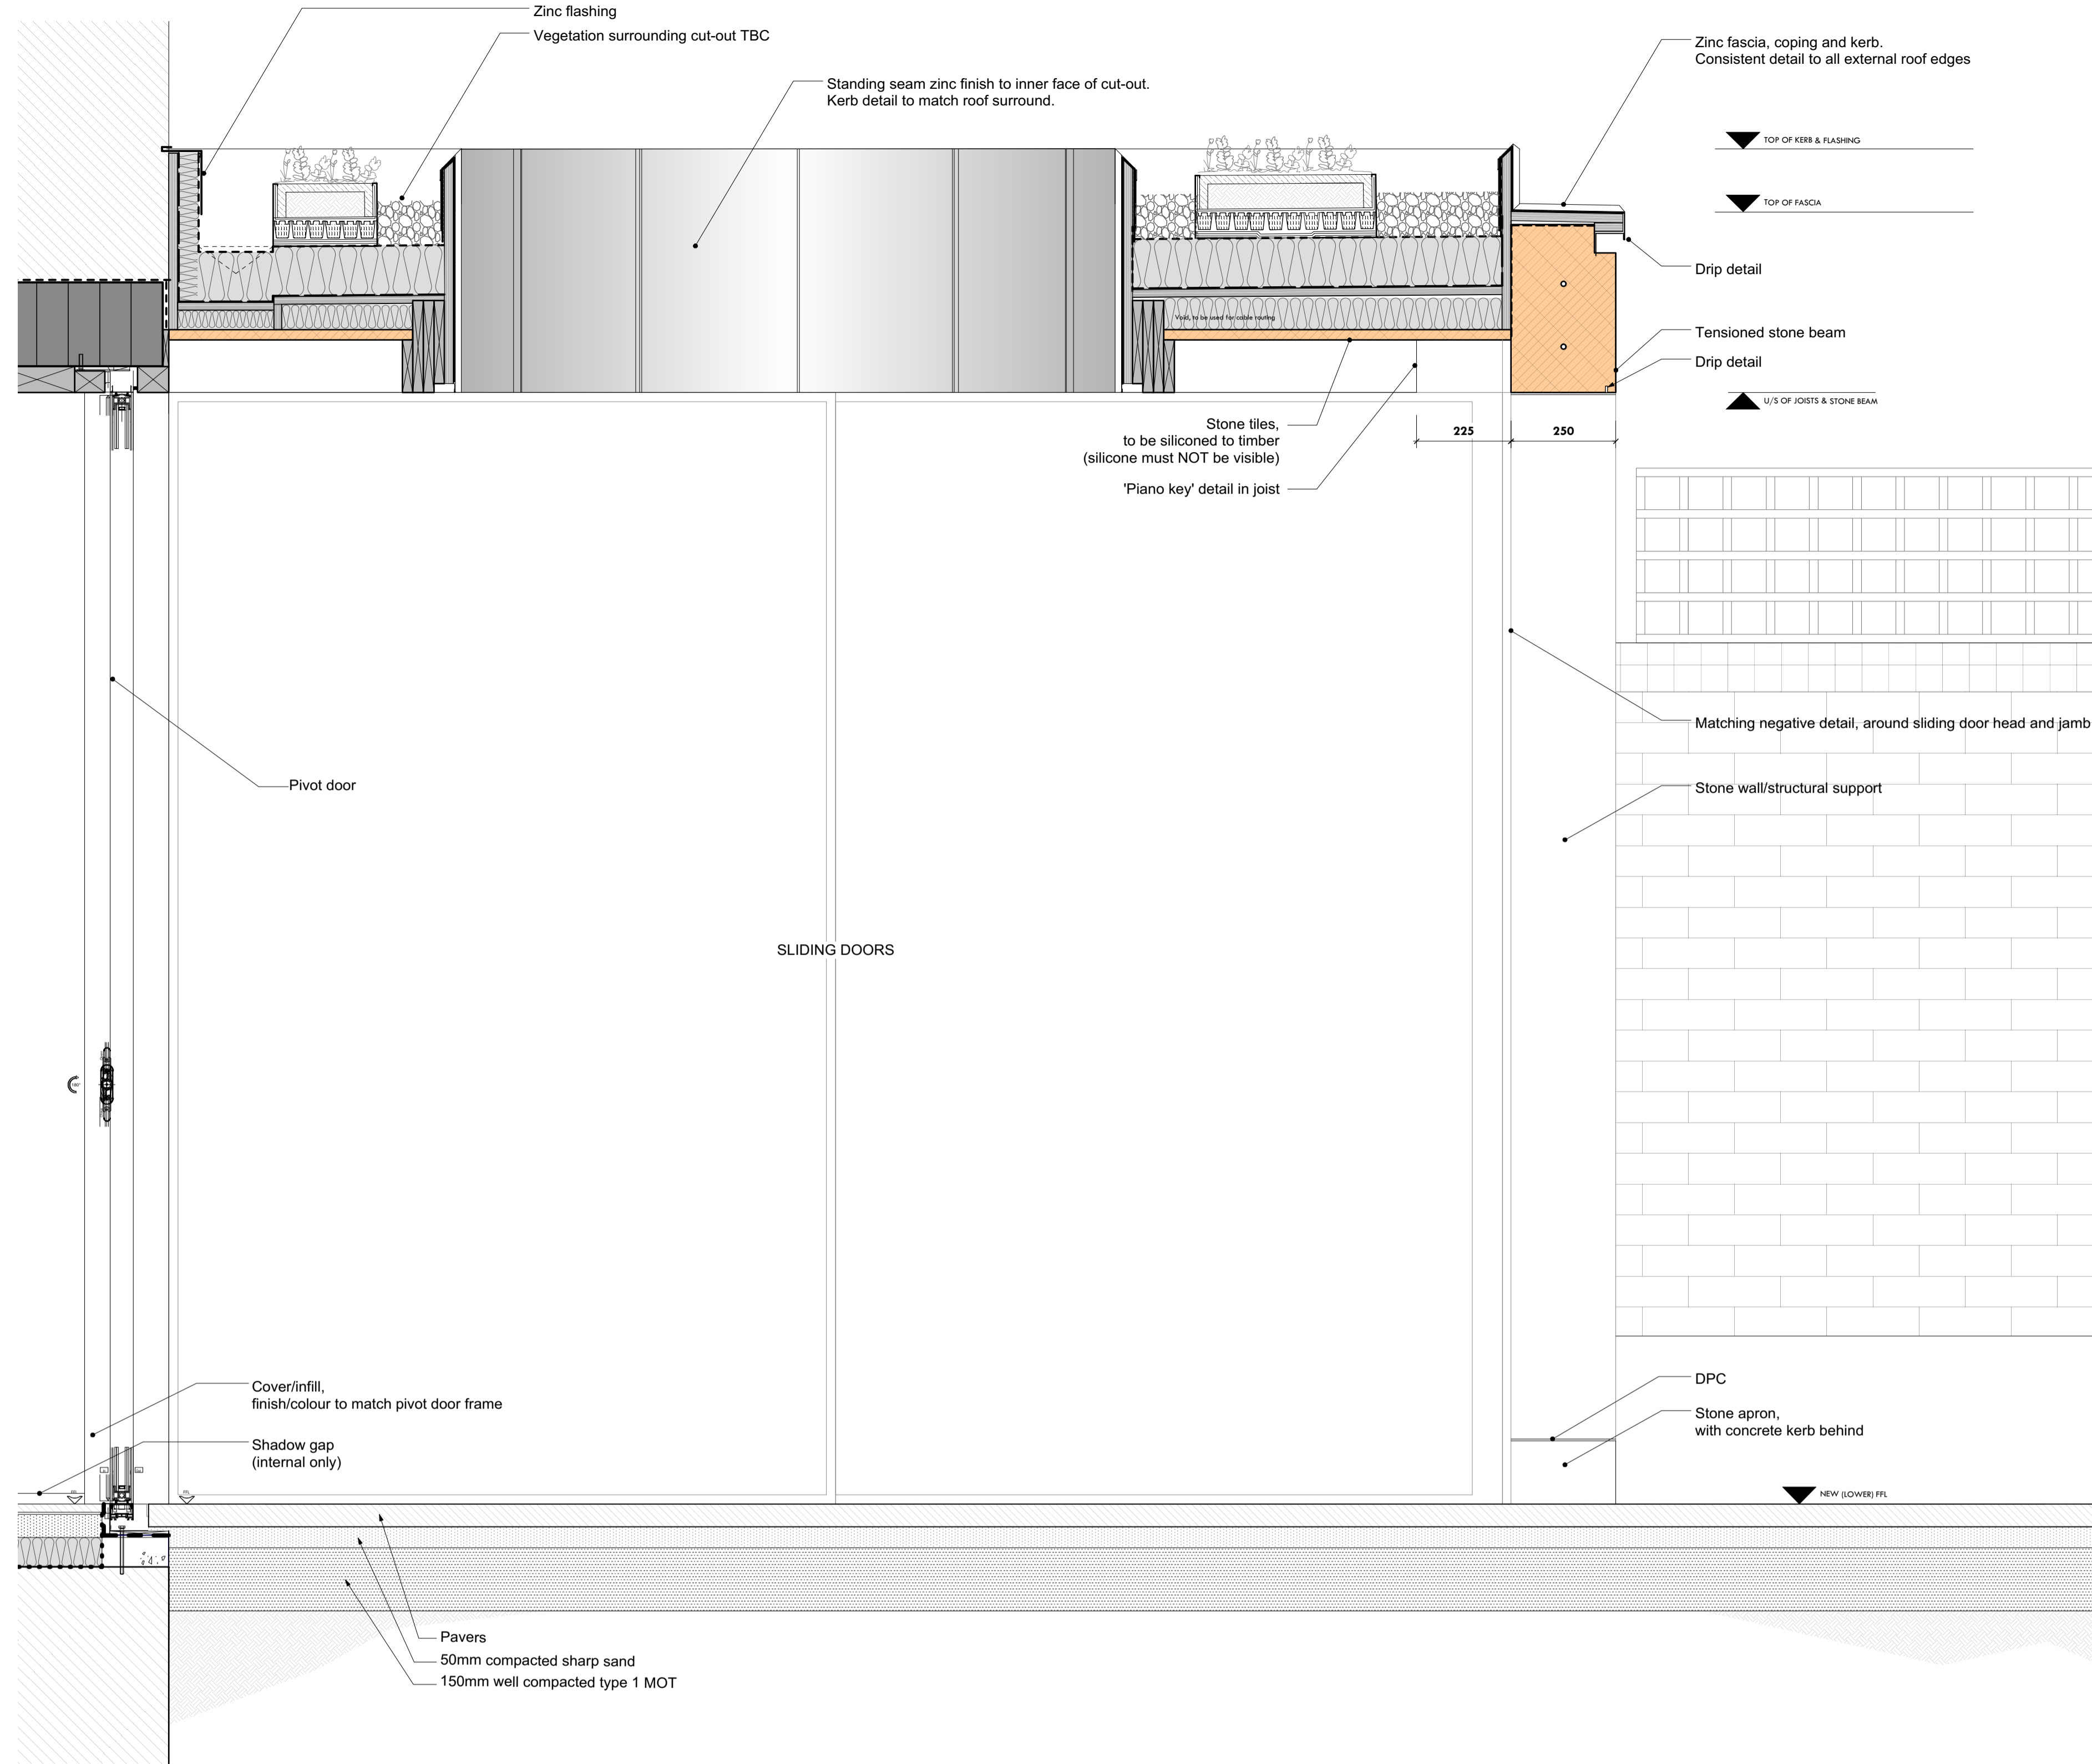 Zinc flashing
Vegetation surrounding cut-out TBC
Standing seam zinc finish to inner face of cut-out.
Kerb detail to match roof surround.
Zinc fascia, coping and kerb.
Consistent detail to all external roof edges
TOP OF KERB & FLASHING
TOP OF FASCIA
Drip detail
Void, to be used for cable routing
Tensioned stone beam
Drip detail
U/S OF JOISTS & STONE BEAM
Stone tiles,
to be siliconed to timber
(silicone must NOT be visible)
225
250
'Piano key' detail in joist
Matching negative detail, around sliding door head and jamb
Pivot door
Stone wall/structural support
SLIDING DOORS
180°
Cover/infill,
finish/colour to match pivot door frame
DPC
Stone apron,
with concrete kerb behind
Shadow gap
(internal only)
FFL
FFL
NEW (LOWER) FFL
Pavers
50mm compacted sharp sand
150mm well compacted type 1 MOT